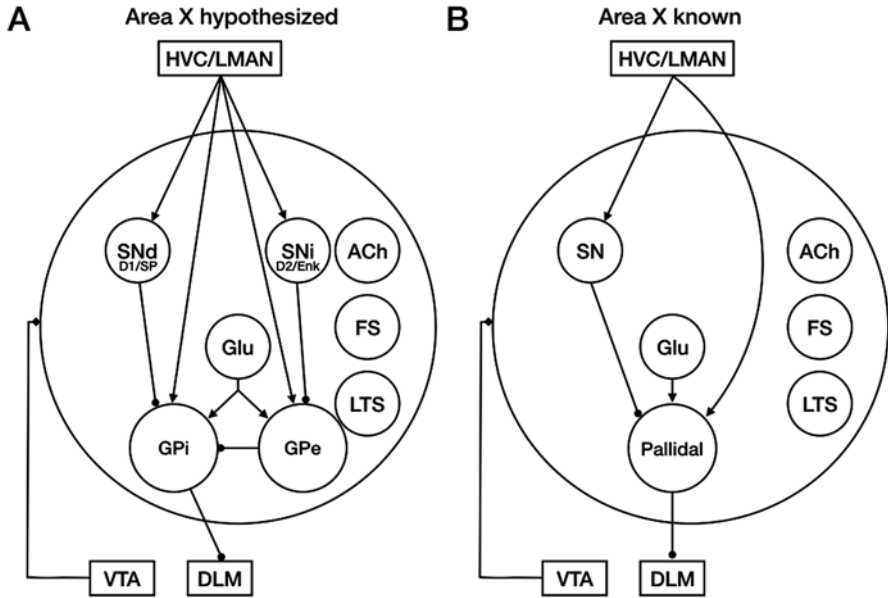 A
Area X hypothesized
HVC/LMAN
SNd
D1/SP
SNi
D2/Enk
ACh
FS
Glu
LTS
GPi
GPe
VTA
DLM
B
Area X known
HVC/LMAN
SN
ACh
FS
Glu
LTS
Pallidal
VTA
DLM